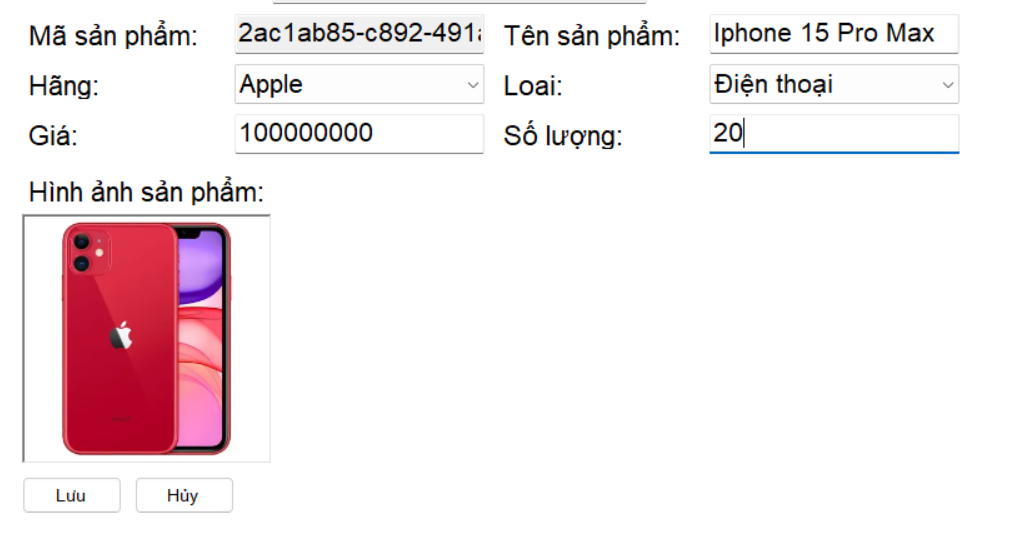 Mã sản phẩm: 2ac1ab85-c892-491a Tên sản phẩm: Iphone 15 Pro Max
Hãng: Apple Loai: Điện thoại
Giá: 100000000 Số lượng: 20
Hình ảnh sản phẩm:
Lưu Hủy